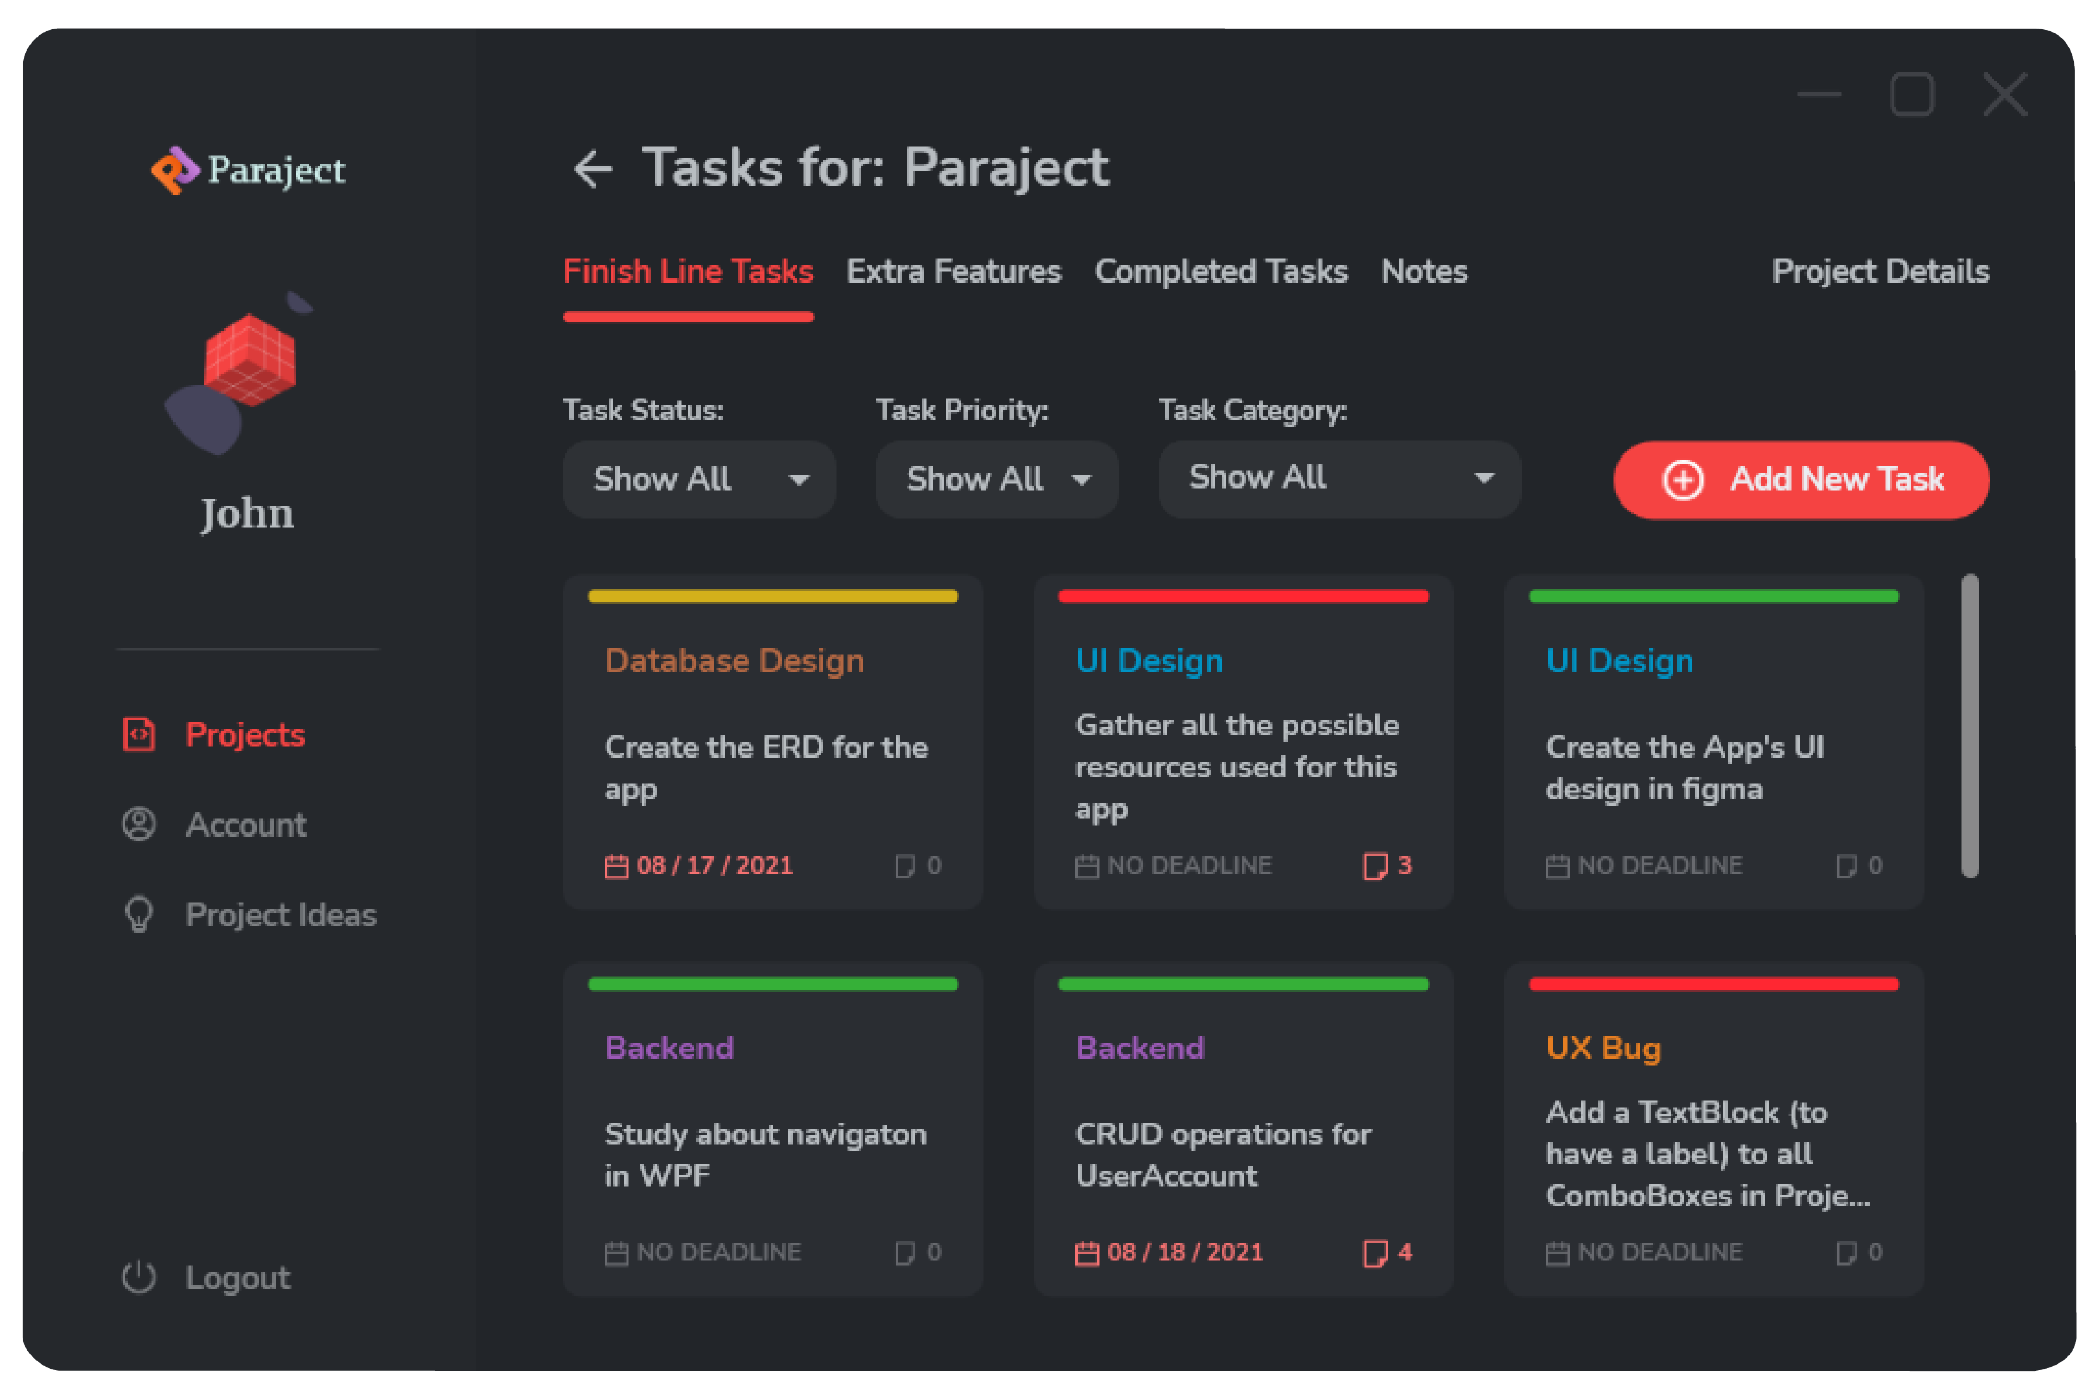 Paraject
John
Projects
Account
Project Ideas
Logout
Tasks for: Paraject
Finish Line Tasks
Extra Features
Completed Tasks
Notes
Project Details
Task Status:
Show All
Task Priority:
Show All
Task Category:
Show All
Add New Task
Database Design
Create the ERD for the
app
08 / 17 / 2021
0
UI Design
Gather all the possible
resources used for this
app
NO DEADLINE
3
UI Design
Create the App's UI
design in figma
NO DEADLINE
0
Backend
Study about navigaton
in WPF
NO DEADLINE
0
Backend
CRUD operations for
UserAccount
08 / 18 / 2021
4
UX Bug
Add a TextBlock (to
have a label) to all
ComboBoxes in Proje...
NO DEADLINE
0